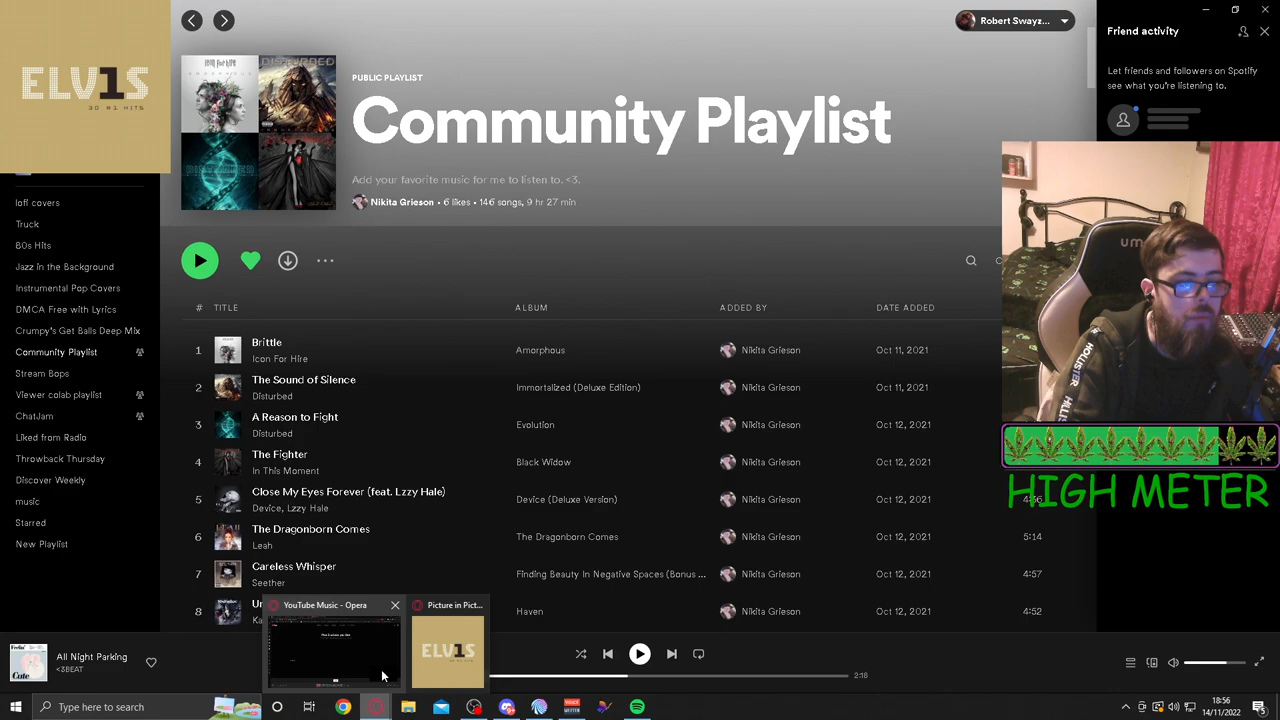 ELV1S
30 #1 HITS
Robert Swayz...
Friend activity
Let friends and followers on Spotify
see what you're listening to.
PUBLIC PLAYLIST
Community Playlist
Add your favorite music for me to listen to. <3.
Nikita Grieson • 6 likes • 146 songs, 9 hr 27 min
DISTURBED
lofi covers
Truck
80s Hits
Jazz in the Background
Instrumental Pop Covers
DMCA Free with Lyrics
Crumpy's Get Balls Deep Mix
Community Playlist
Stream Bops
Viewer colab playlist
ChatJam
Liked from Radio
Throwback Thursday
Discover Weekly
music
Starred
New Playlist
# TITLE ALBUM ADDED BY DATE ADDED
1 Brittle Amorphous Nikita Grieson Oct 11, 2021
Icon For Hire
2 The Sound of Silence Immortalized (Deluxe Edition) Nikita Grieson Oct 11, 2021
Disturbed
3 A Reason to Fight Evolution Nikita Grieson Oct 12, 2021
Disturbed
4 The Fighter Black Widow Nikita Grieson Oct 12, 2021
In This Moment
5 Close My Eyes Forever (feat. Lzzy Hale) Device (Deluxe Version) Nikita Grieson Oct 12, 2021
Device, Lzzy Hale
6 The Dragonborn Comes The Dragonborn Comes Nikita Grieson Oct 12, 2021 5:14
Leah
7 Careless Whisper Finding Beauty In Negative Spaces (Bonus ... Nikita Grieson Oct 12, 2021 4:57
Seether
8 Haven Nikita Grieson Oct 12, 2021 4:52
HOLLISTER
HIGH METER
YouTube Music - Opera
Picture in Pict...
ELV1S
All Night Parking
<3BEAT
2:18
Type here to search
18:56
14/11/2022